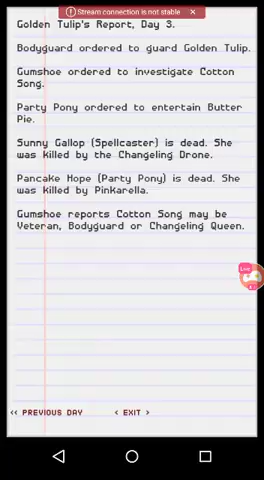 Stream connection is not stable
Golden Tulip's Report, Day 3.
Bodyguard ordered to guard Golden Tulip.
Gumshoe ordered to investigate Cotton
Song.
Party Pony ordered to entertain Butter
Pie.
Sunny Gallop (Spellcaster) is dead. She
was killed by the Changeling Drone.
Pancake Hope (Party Pony) is dead. She
was killed by Pinkarella.
Gumshoe reports Cotton Song may be
Veteran, Bodyguard or Changeling Queen.
Live
<< PREVIOUS DAY < EXIT >